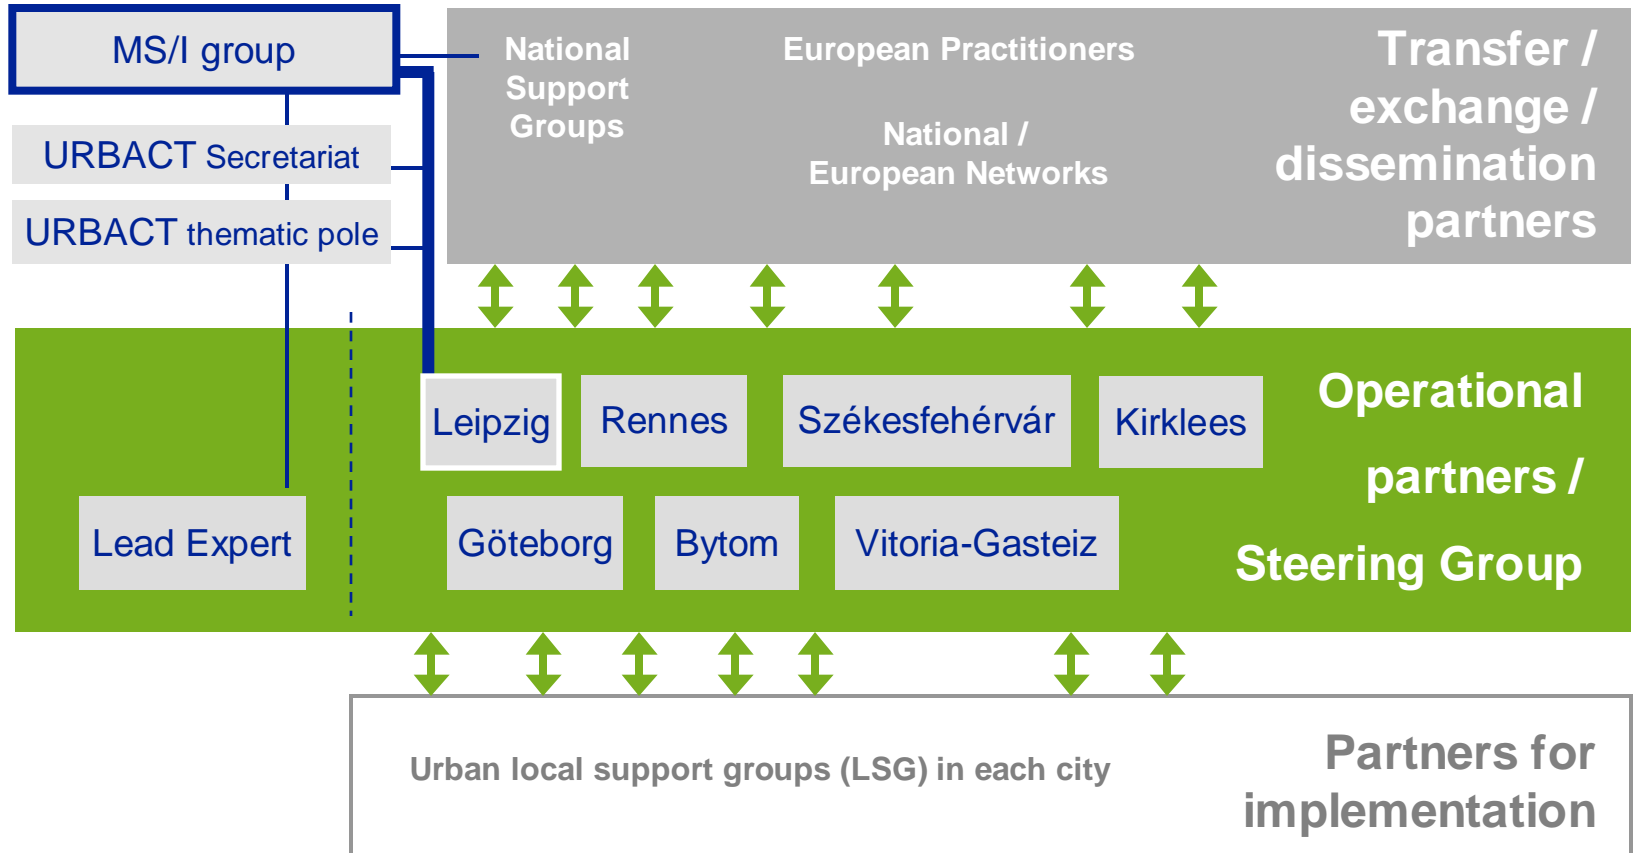 MS/I group
URBACT Secretariat
URBACT thematic pole
National
Support
Groups
European Practitioners
National /
European Networks
Transfer /
exchange /
dissemination
partners
Leipzig
Rennes
Székesfehérvár
Kirklees
Lead Expert
Göteborg
Bytom
Vitoria-Gasteiz
Operational
partners /
Steering Group
Urban local support groups (LSG) in each city
Partners for
implementation